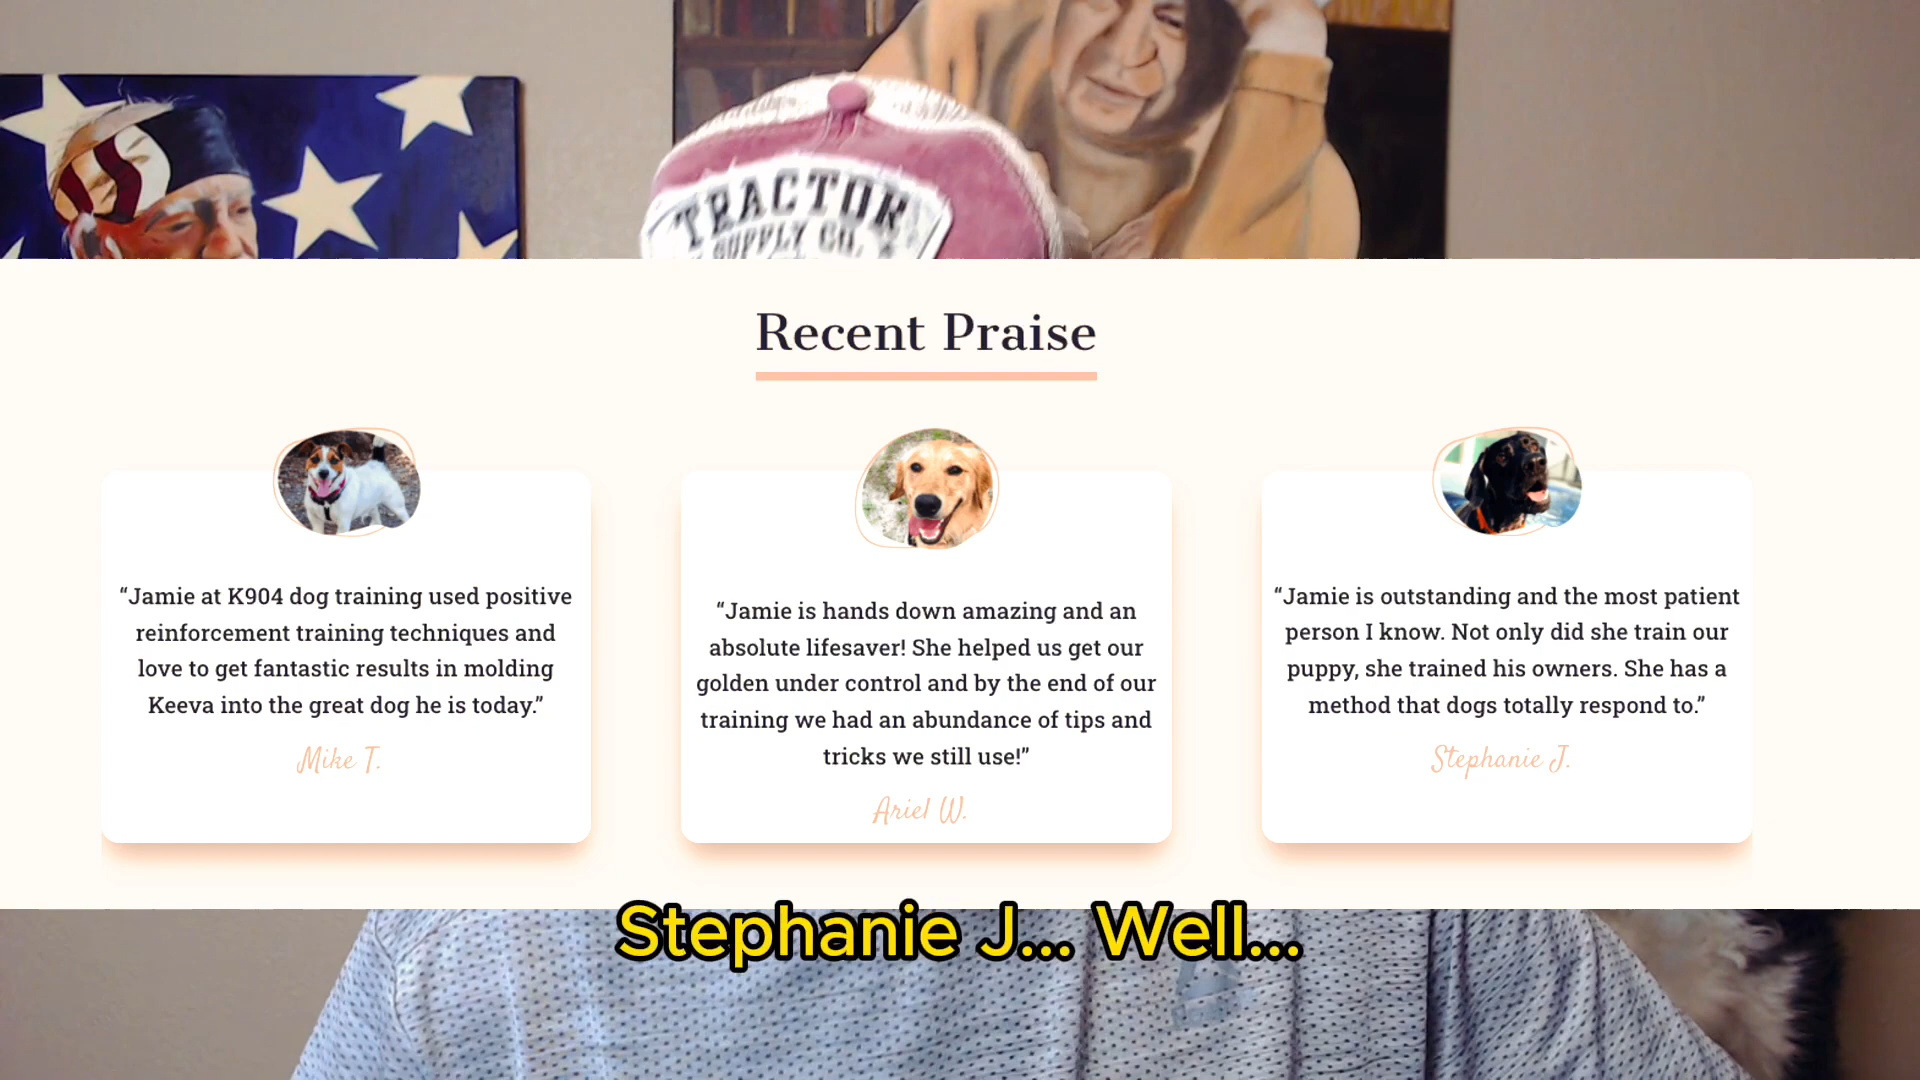 TRACTOR
SUPPLY CO.
Recent Praise
“Jamie at K904 dog training used positive
reinforcement training techniques and
love to get fantastic results in molding
Keeva into the great dog he is today.”
Mike T.
“Jamie is hands down amazing and an
absolute lifesaver! She helped us get our
golden under control and by the end of our
training we had an abundance of tips and
tricks we still use!”
Ariel W.
“Jamie is outstanding and the most patient
person I know. Not only did she train our
puppy, she trained his owners. She has a
method that dogs totally respond to.”
Stephanie J.
Stephanie J... Well...